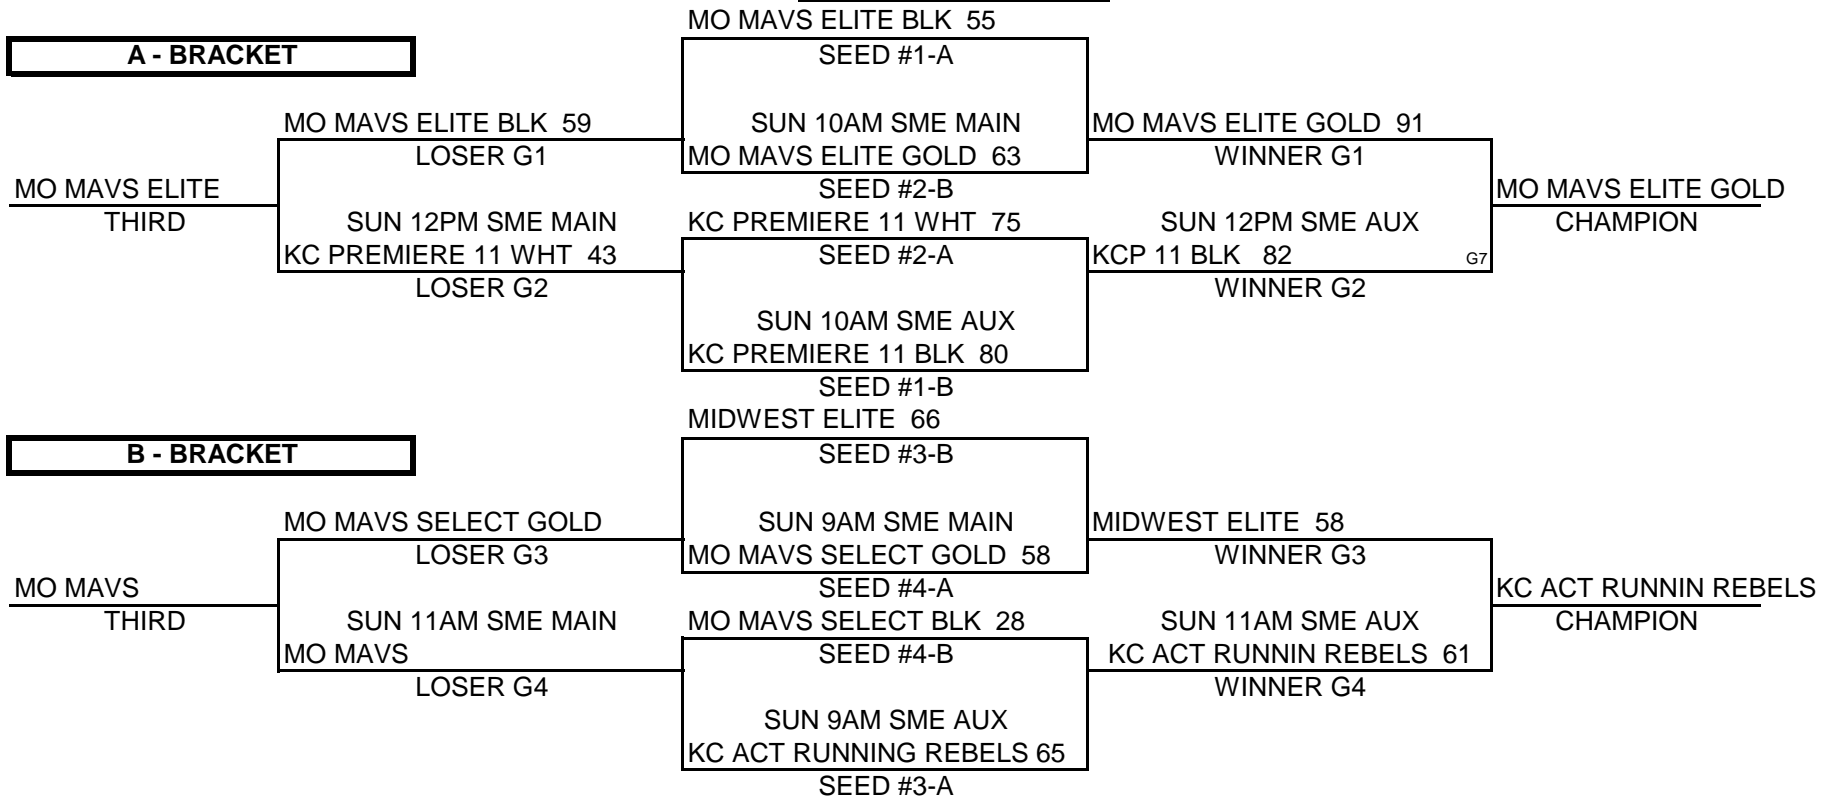 MO MAVS ELITE BLK 55
A - BRACKET
SEED #1-A
MO MAVS ELITE BLK 59
SUN 10AM SME MAIN
MO MAVS ELITE GOLD 91
LOSER G1
MO MAVS ELITE GOLD 63
WINNER G1
MO MAVS ELITE
SEED #2-B
MO MAVS ELITE GOLD
THIRD
SUN 12PM SME MAIN
KC PREMIERE 11 WHT 75
SUN 12PM SME AUX
CHAMPION
KC PREMIERE 11 WHT 43
SEED #2-A
KCP 11 BLK 82
G7
LOSER G2
WINNER G2
SUN 10AM SME AUX
KC PREMIERE 11 BLK 80
SEED #1-B
MIDWEST ELITE 66
B - BRACKET
SEED #3-B
MO MAVS SELECT GOLD
SUN 9AM SME MAIN
MIDWEST ELITE 58
LOSER G3
MO MAVS SELECT GOLD 58
WINNER G3
MO MAVS
SEED #4-A
KC ACT RUNNIN REBELS
THIRD
SUN 11AM SME MAIN
MO MAVS SELECT BLK 28
SUN 11AM SME AUX
CHAMPION
MO MAVS
SEED #4-B
KC ACT RUNNIN REBELS 61
LOSER G4
WINNER G4
SUN 9AM SME AUX
KC ACT RUNNING REBELS 65
SEED #3-A